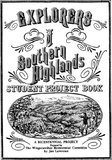 EXPLORERS
of
Southern
Highlands
STUDENT PROJECT BOOK
A BICENTENNIAL PROJECT